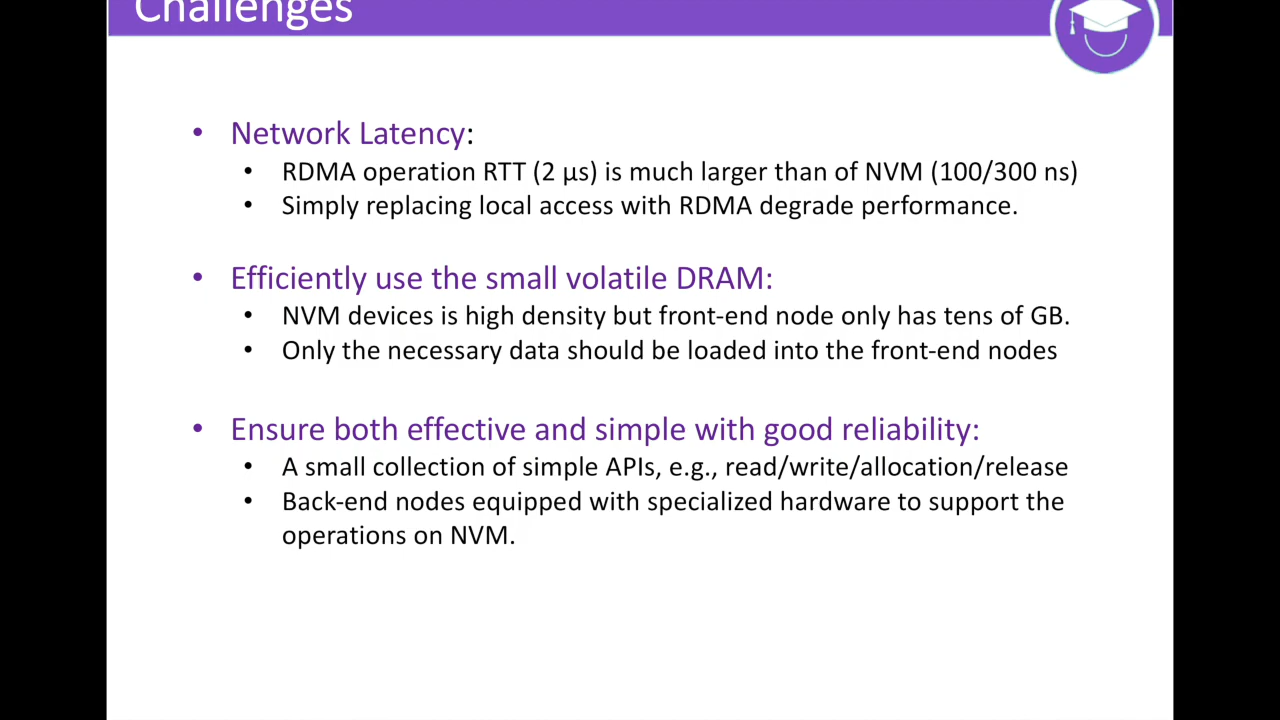 Challenges
• Network Latency:
• RDMA operation RTT (2 μs) is much larger than of NVM (100/300 ns)
• Simply replacing local access with RDMA degrade performance.
• Efficiently use the small volatile DRAM:
• NVM devices is high density but front-end node only has tens of GB.
• Only the necessary data should be loaded into the front-end nodes
• Ensure both effective and simple with good reliability:
• A small collection of simple APIs, e.g., read/write/allocation/release
• Back-end nodes equipped with specialized hardware to support the
operations on NVM.